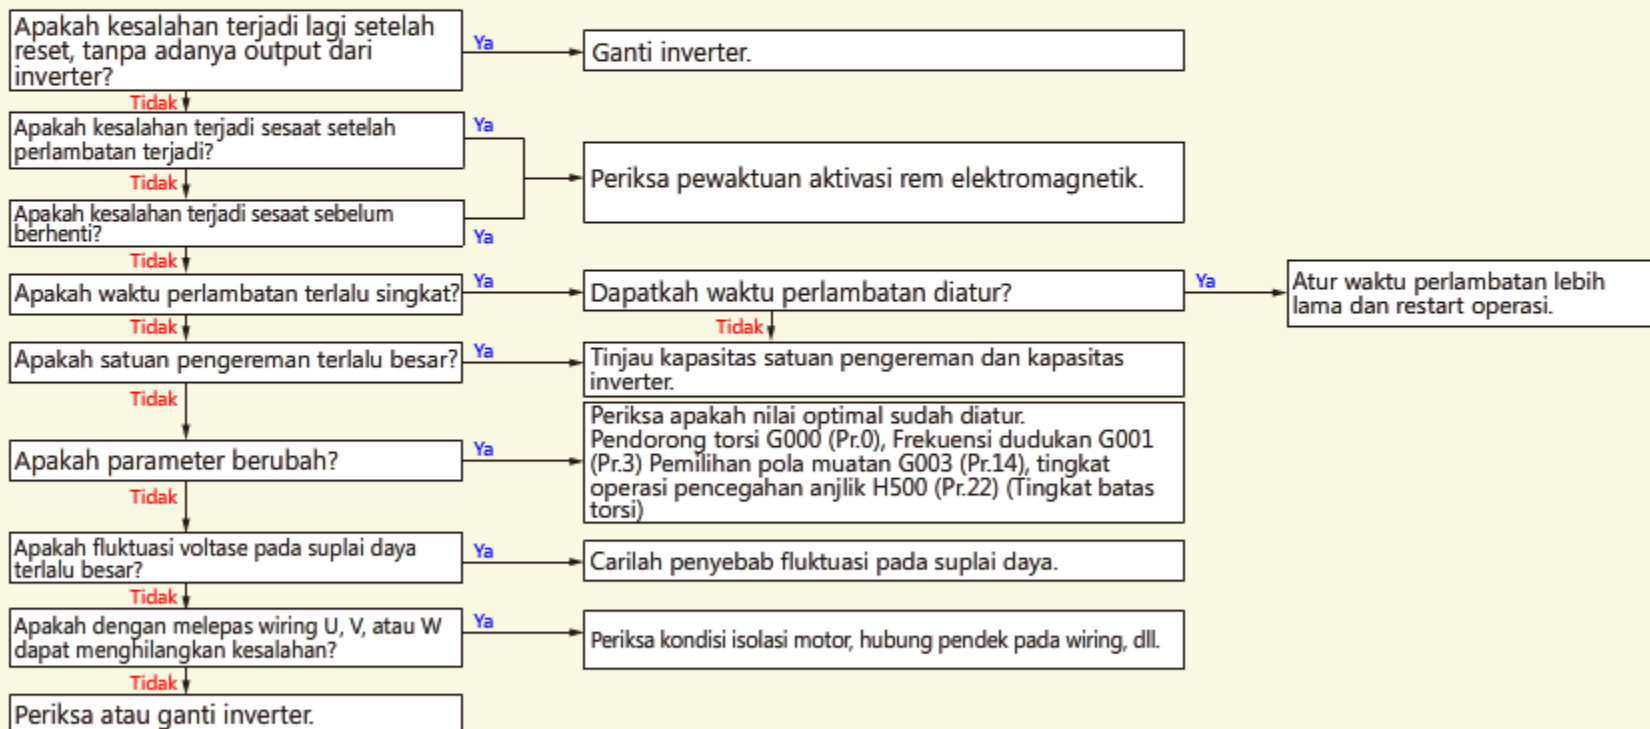 Apakah kesalahan terjadi lagi setelah
reset, tanpa adanya output dari
inverter?
Ya
Ganti inverter.
Tidak
Apakah kesalahan terjadi sesaat setelah
perlambatan terjadi?
Ya
Periksa pewaktuan aktivasi rem elektromagnetik.
Tidak
Apakah kesalahan terjadi sesaat sebelum
berhenti?
Ya
Tidak
Apakah waktu perlambatan terlalu singkat?
Ya
Dapatkah waktu perlambatan diatur?
Ya
Atur waktu perlambatan lebih
lama dan restart operasi.
Tidak
Tidak
Apakah satuan pengereman terlalu besar?
Ya
Tinjau kapasitas satuan pengereman dan kapasitas
inverter.
Tidak
Apakah parameter berubah?
Ya
Periksa apakah nilai optimal sudah diatur.
Pendorong torsi G000 (Pr.0), Frekuensi dudukan G001
(Pr.3) Pemilihan pola muatan G003 (Pr.14), tingkat
operasi pencegahan anjlik H500 (Pr.22) (Tingkat batas
torsi)
Tidak
Apakah fluktuasi voltase pada suplai daya
terlalu besar?
Ya
Carilah penyebab fluktuasi pada suplai daya.
Tidak
Apakah dengan melepas wiring U, V, atau W
dapat menghilangkan kesalahan?
Ya
Periksa kondisi isolasi motor, hubung pendek pada wiring, dll.
Tidak
Periksa atau ganti inverter.